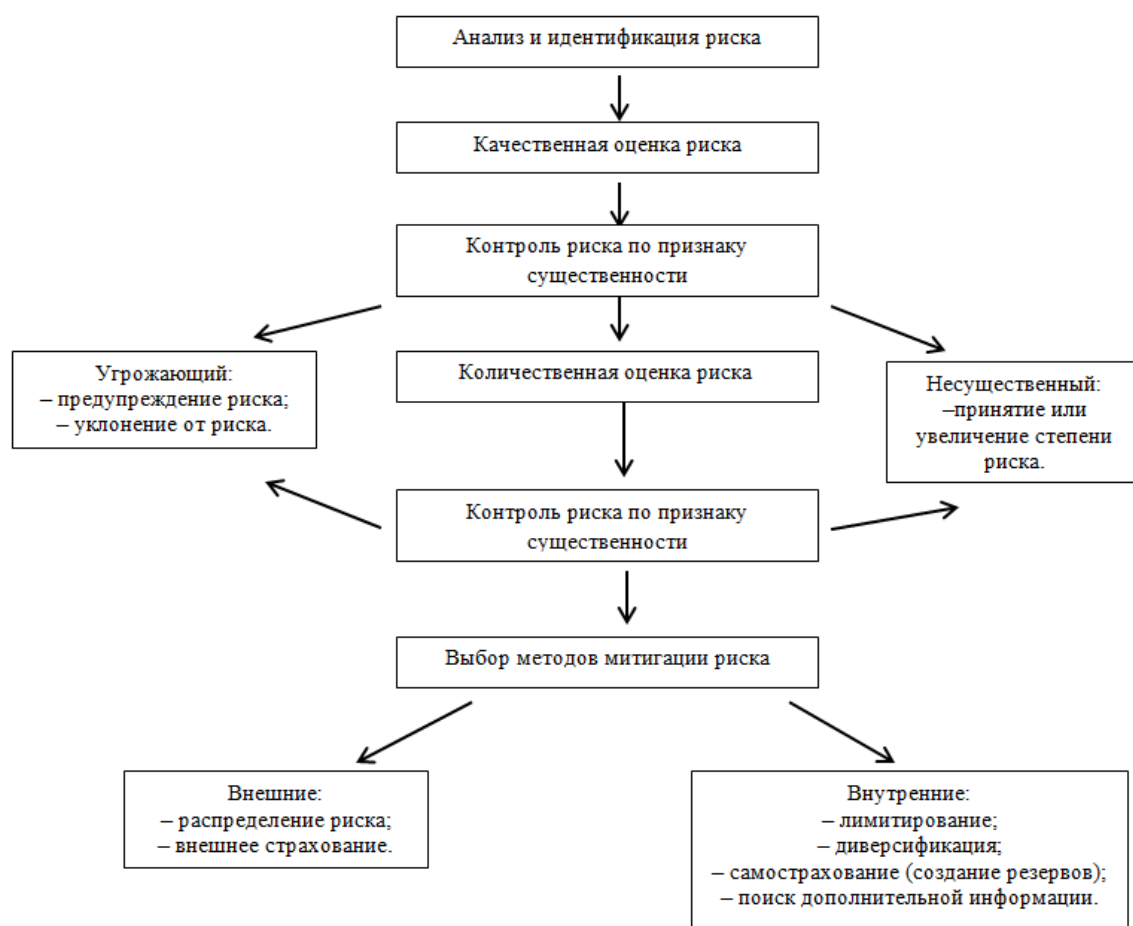 Анализ и идентификация риска
Качественная оценка риска
Контроль риска по признаку
существенности
Угрожающий:
– предупреждение риска;
– уклонение от риска.
Количественная оценка риска
Несущественный:
–принятие или
увеличение степени
риска.
Контроль риска по признаку
существенности
Выбор методов митигации риска
Внешние:
– распределение риска;
– внешнее страхование.
Внутренние:
– лимитирование;
– диверсификация;
– самострахование (создание резервов);
– поиск дополнительной информации.